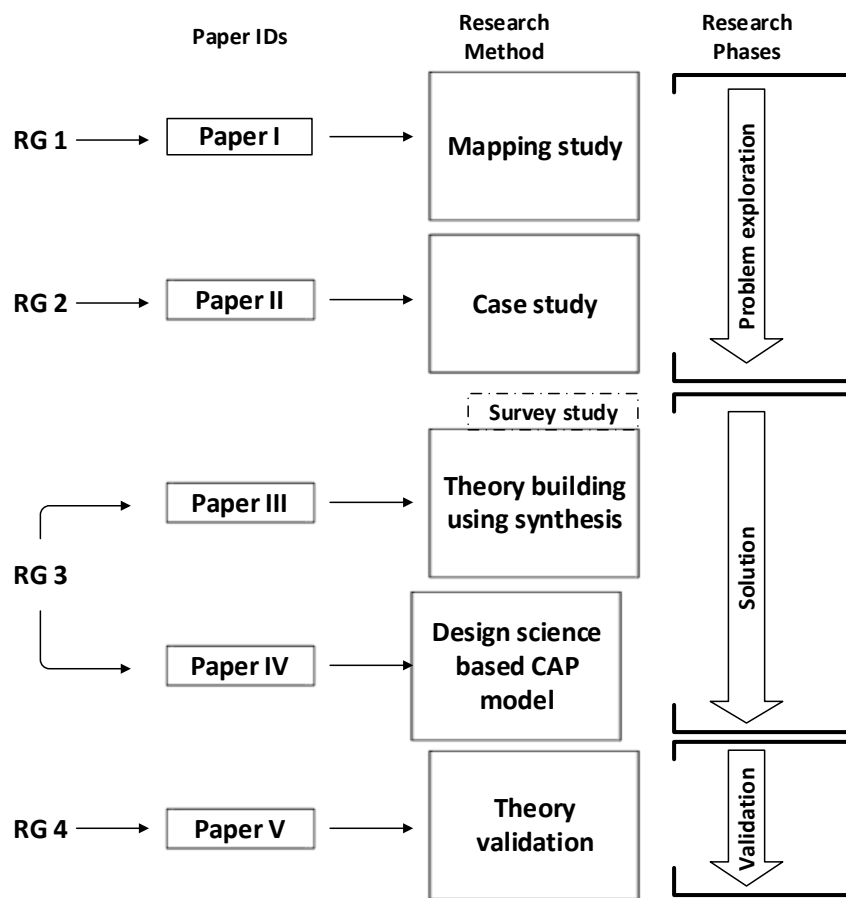 Paper IDs
Research
Method
Research
Phases
RG 1
Paper I
Mapping study
Problem exploration
RG 2
Paper II
Case study
Survey study
RG 3
Paper III
Theory building
using synthesis
Solution
Paper IV
Design science
based CAP
model
RG 4
Paper V
Theory
validation
Validation